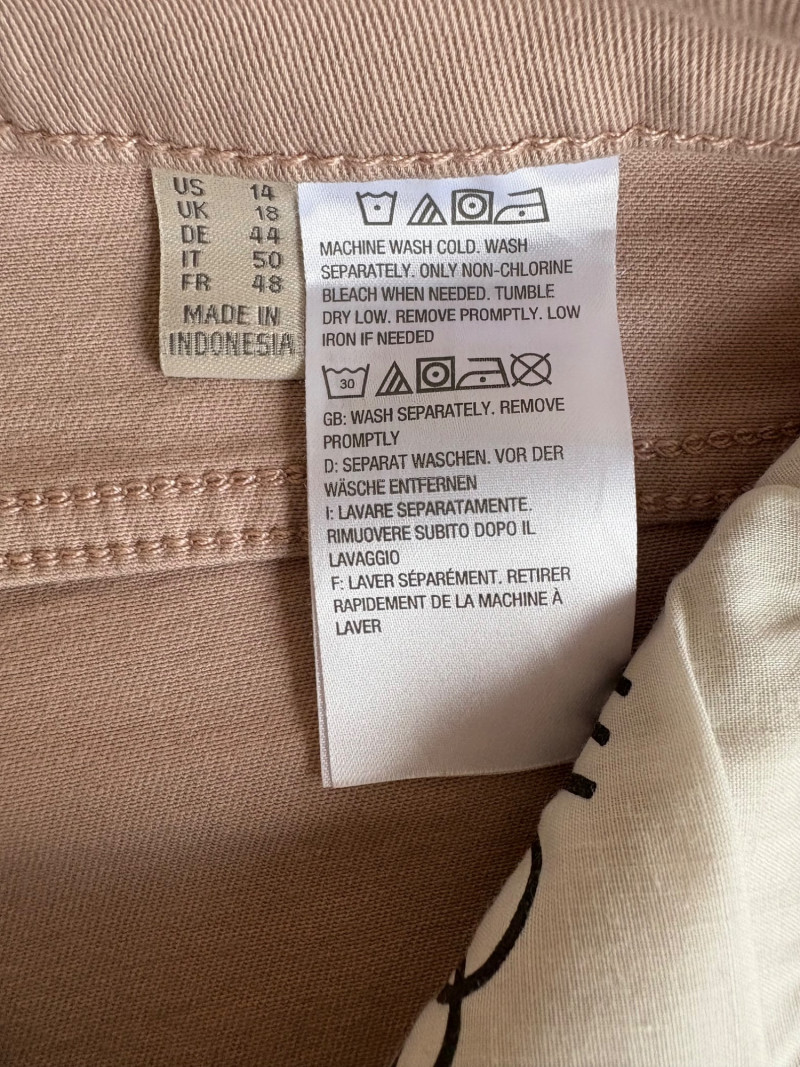 US 14
UK 18
DE 44
IT 50
FR 48
MADE IN
INDONESIA
MACHINE WASH COLD. WASH
SEPARATELY. ONLY NON-CHLORINE
BLEACH WHEN NEEDED. TUMBLE
DRY LOW. REMOVE PROMPTLY. LOW
IRON IF NEEDED
30
GB: WASH SEPARATELY. REMOVE
PROMPTLY
D: SEPARAT WASCHEN. VOR DER
WÄSCHE ENTFERNEN
I: LAVARE SEPARATAMENTE.
RIMUOVERE SUBITO DOPO IL
LAVAGGIO
F: LAVER SÉPARÉMENT. RETIRER
RAPIDEMENT DE LA MACHINE À
LAVER